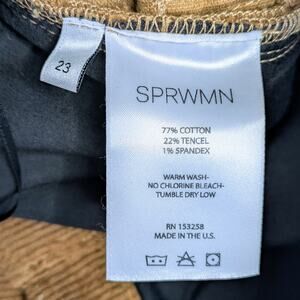 23
SPRWMN
77% COTTON
22% TENCEL
1% SPANDEX
WARM WASH-
NO CHLORINE BLEACH-
TUMBLE DRY LOW
RN 153258
MADE IN THE U.S.